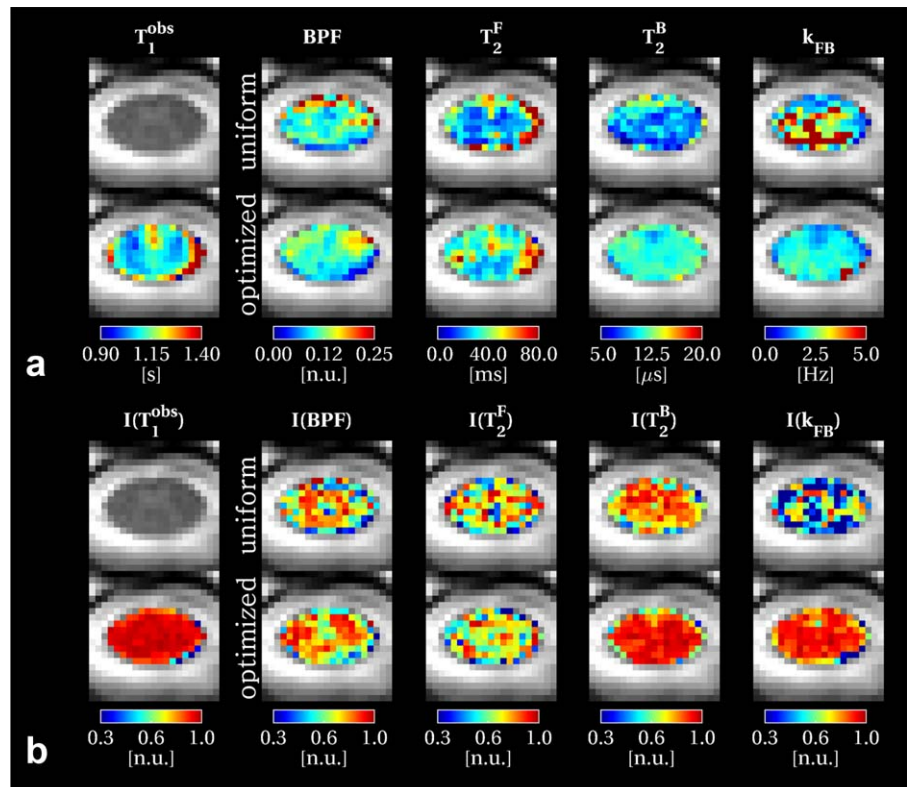 T₁ᵒᵇˢ BPF T₂ᶠ T₂ᴮ k_FB
uniform
optimized
0.90 1.15 1.40 0.00 0.12 0.25 0.0 40.0 80.0 5.0 12.5 20.0 0.0 2.5 5.0
a [s] [n.u.] [ms] [μs] [Hz]
I(T₁ᵒᵇˢ) I(BPF) I(T₂ᶠ) I(T₂ᴮ) I(k_FB)
uniform
optimized
0.3 0.6 1.0 0.3 0.6 1.0 0.3 0.6 1.0 0.3 0.6 1.0 0.3 0.6 1.0
b [n.u.] [n.u.] [n.u.] [n.u.] [n.u.]